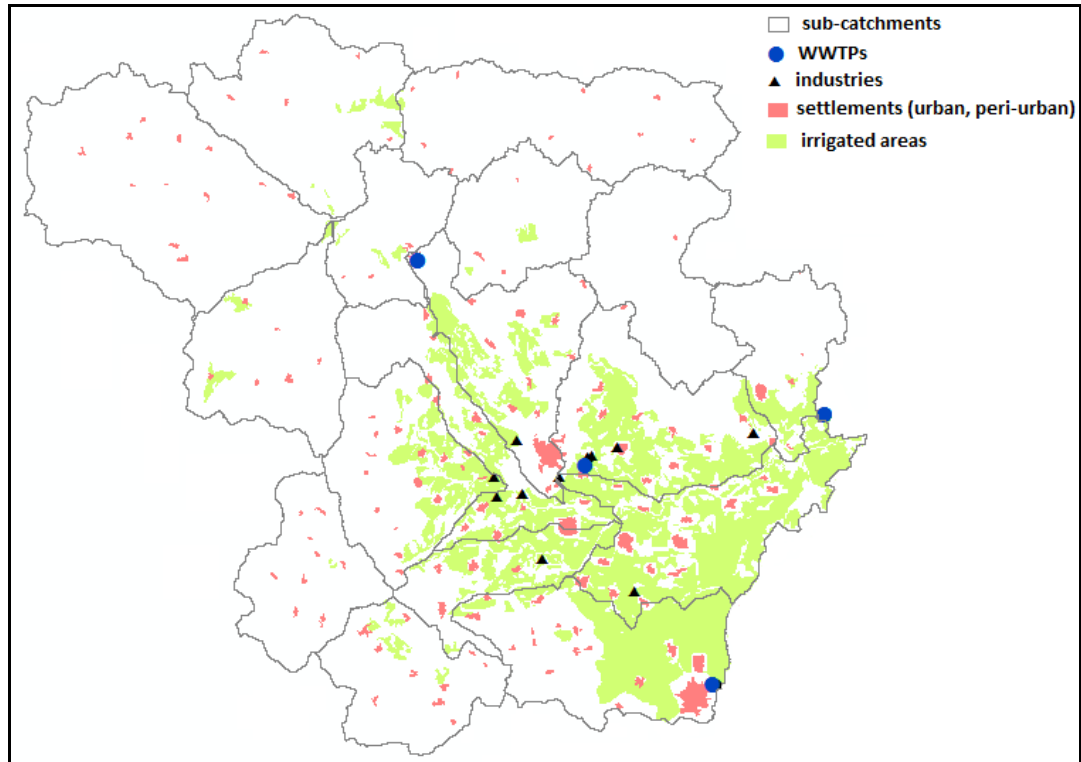 sub-catchments
WWTPs
industries
settlements (urban, peri-urban)
irrigated areas